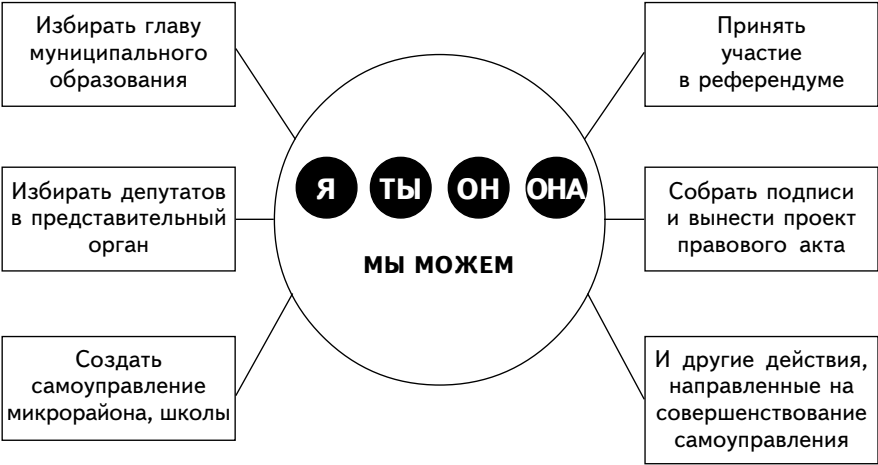 Избирать главу
муниципального
образования
Принять
участие
в референдуме
Я ТЫ ОН ОНА
МЫ МОЖЕМ
Избирать депутатов
в представительный
орган
Собрать подписи
и вынести проект
правового акта
Создать
самоуправление
микрорайона, школы
И другие действия,
направленные на
совершенствование
самоуправления